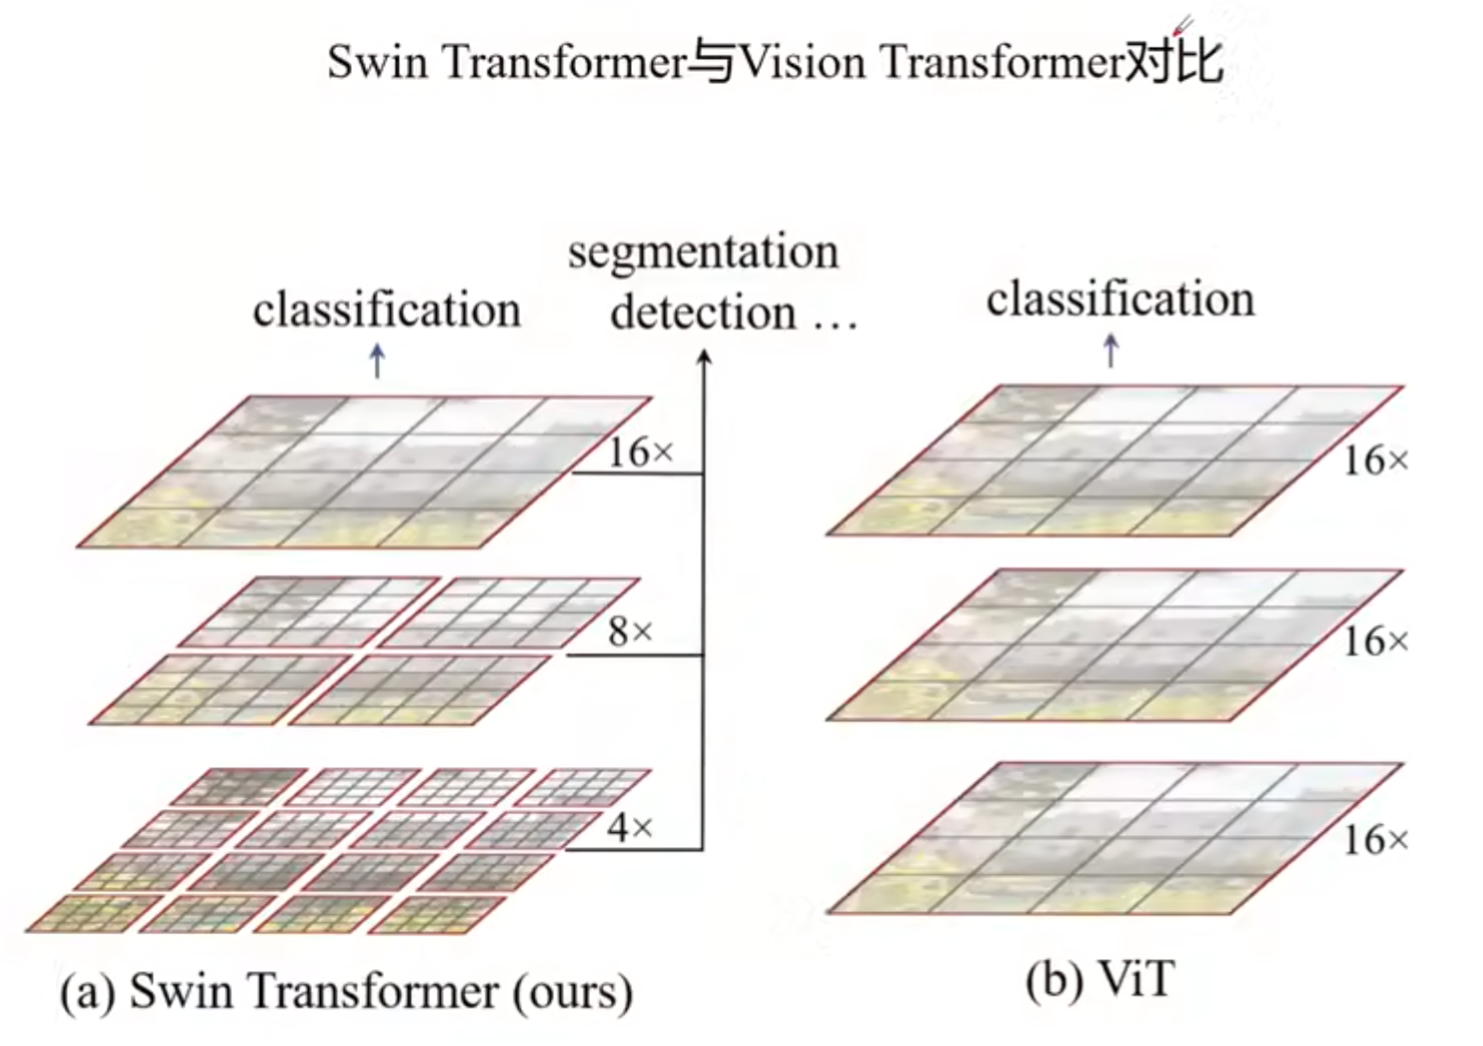 Swin Transformer与Vision Transformer对比
segmentation
detection …
classification
classification
16×
8×
4×
16×
16×
16×
(a) Swin Transformer (ours)
(b) ViT